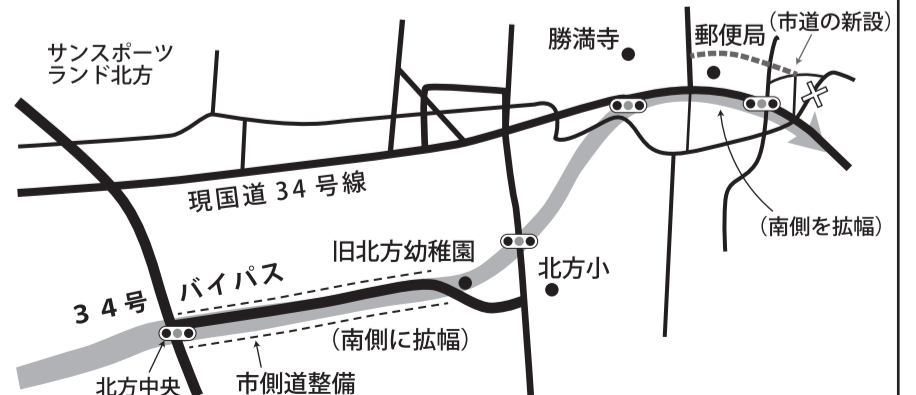 サンスポーツ
ランド北方
勝満寺
郵便局
(市道の新設)
現国道34号線
(南側を拡幅)
旧北方幼稚園
北方小
34号 バイパス
(南側に拡幅)
北方中央
市側道整備